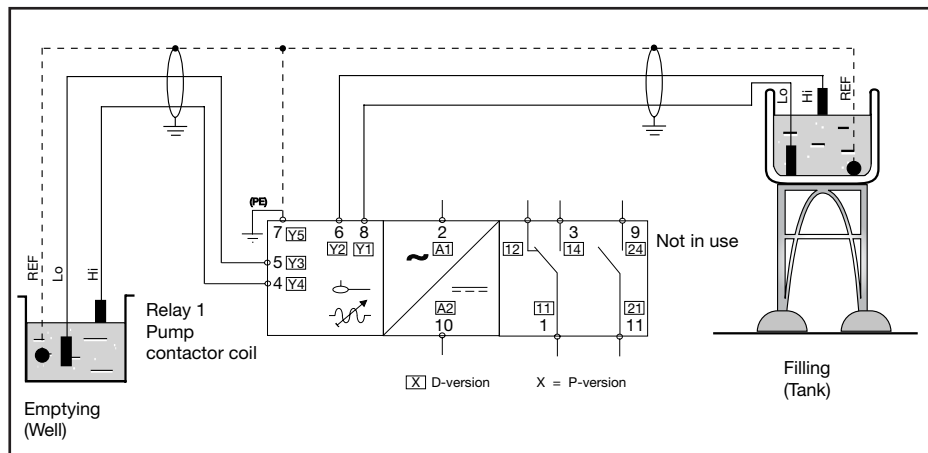 REF
Lo
Hi
Relay 1
Pump
contactor coil
Emptying
(Well)
(PE)
7 Y5
6
Y2
8
Y1
5 Y3
4 Y4
2
A1
~
A2
10
12
3
14
9
24
11
1
21
11
Not in use
X D-version
X = P-version
Lo
Hi
REF
Filling
(Tank)